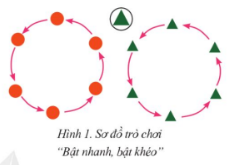 Hình 1. Sơ đồ trò chơi
“Bật nhanh, bật khéo”